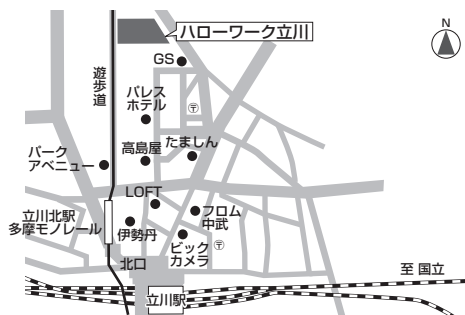 ハローワーク立川
N
GS
遊歩道
パレス
ホテル
〒
たましん
高島屋
パーク
アベニュー
LOFT
立川北駅
多摩モノレール
フロム
中武
伊勢丹
ビック
カメラ
〒
北口
至 国立
立川駅